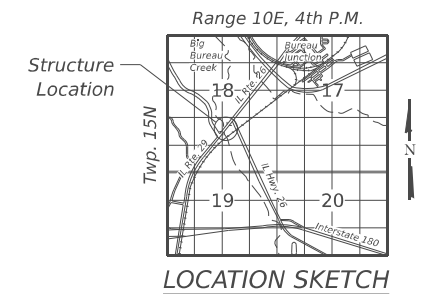 Range 10E, 4th P.M.
Big
Bureau
Creek
Bureau
Junction
Structure
Location
18
17
IL Rte. 26
Twp. 15N
N
IL Rte. 29
IL Hwy. 26
19
20
Interstate 180
LOCATION SKETCH